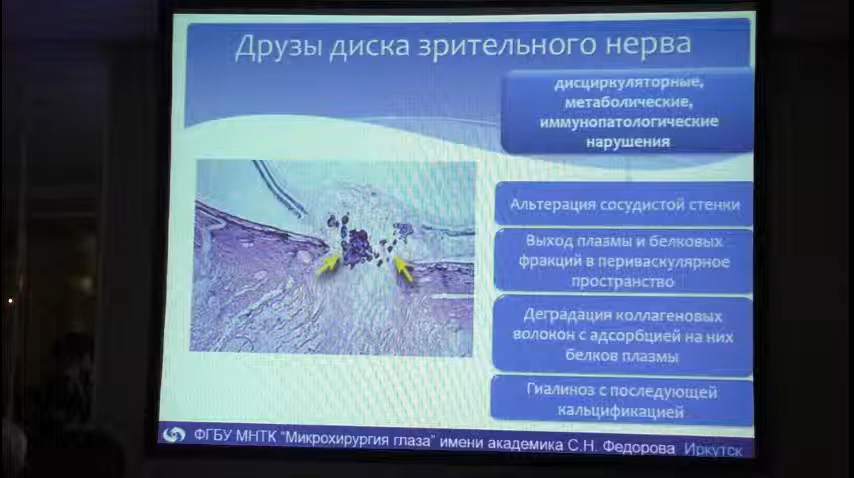 Друзы диска зрительного нерва
дисциркуляторные,
метаболические,
иммунопатологические
нарушения
Альтерация сосудистой стенки
Выход плазмы и белковых
фракций в периваскулярное
пространство
Деградация коллагеновых
волокон с адсорбцией на них
белков плазмы
Гиалиноз с последующей
кальцификацией
ФГБУ МНТК "Микрохирургия глаза" имени академика С.Н. Федорова Иркутск